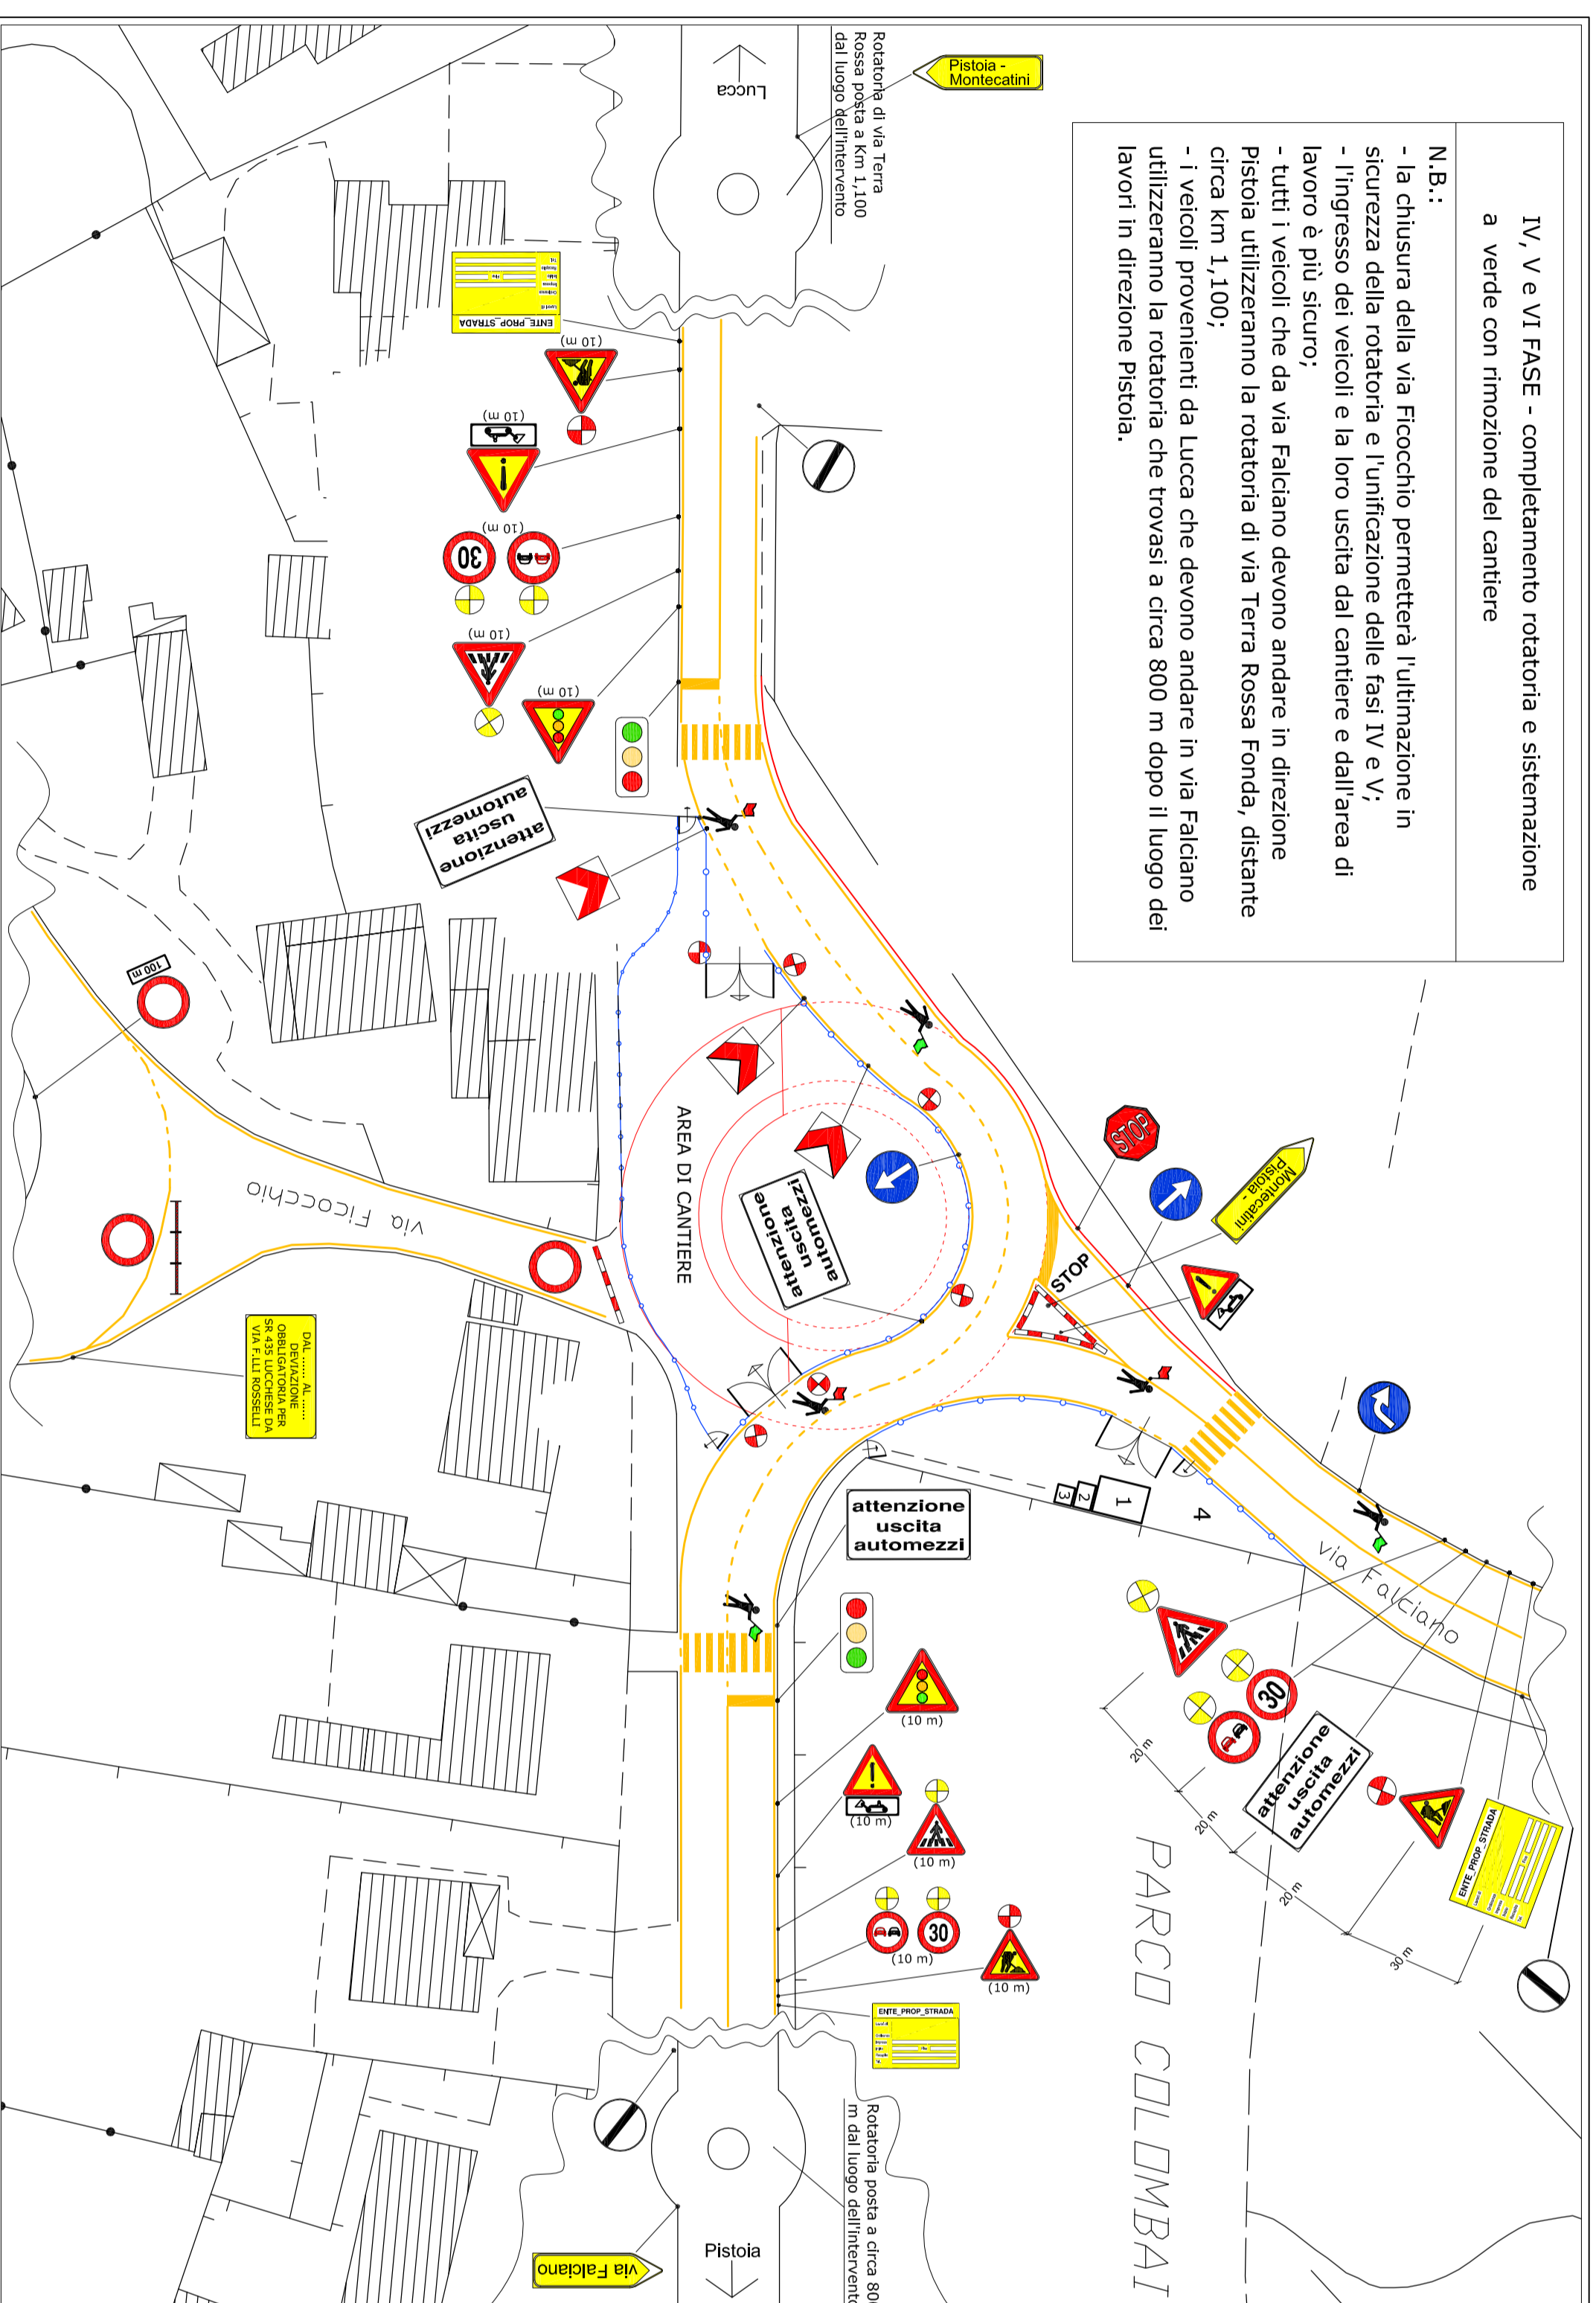 IV, V e VI FASE - completamento rotatoria e sistemazione
a verde con rimozione del cantiere
N.B.:
- la chiusura della via Ficocchio permetterà l'ultimazione in
sicurezza della rotatoria e l'unificazione delle fasi IV e V;
- l'ingresso dei veicoli e la loro uscita dal cantiere e dall'area di
lavoro è più sicuro;
- tutti i veicoli che da via Falciano devono andare in direzione
Pistoia utilizzeranno la rotatoria di via Terra Rossa Fonda, distante
circa km 1,100;
- i veicoli provenienti da Lucca che devono andare in via Falciano
utilizzeranno la rotatoria che trovasi a circa 800 m dopo il luogo dei
lavori in direzione Pistoia.
Pistoia -
Montecatini
Rotatoria di via Terra
Rossa posta a Km 1,100
dal luogo dell'intervento
Lucca
ENTE_PROP_STRADA
(10 m)
(10 m)
(10 m)
30
(10 m)
(10 m)
attenzione
uscita
automezzi
100 m
via Ficocchio
DAL ...... AL ......
DEVIAZIONE
OBBLIGATORIA PER
SR 435 LUCCHESE DA
VIA F.LLI ROSSELLI
AREA DI CANTIERE
attenzione
uscita
automezzi
STOP
STOP
Pistoia -
Montecatini
1
2
3
4
via Falciano
attenzione
uscita
automezzi
30
attenzione
uscita
automezzi
ENTE_PROP_STRADA
20 m
20 m
20 m
30 m
(10 m)
(10 m)
(10 m)
30
(10 m)
(10 m)
ENTE_PROP_STRADA
PARCO COLOMBAI
Rotatoria posta a circa 800
m dal luogo dell'intervento
Pistoia
via Falciano